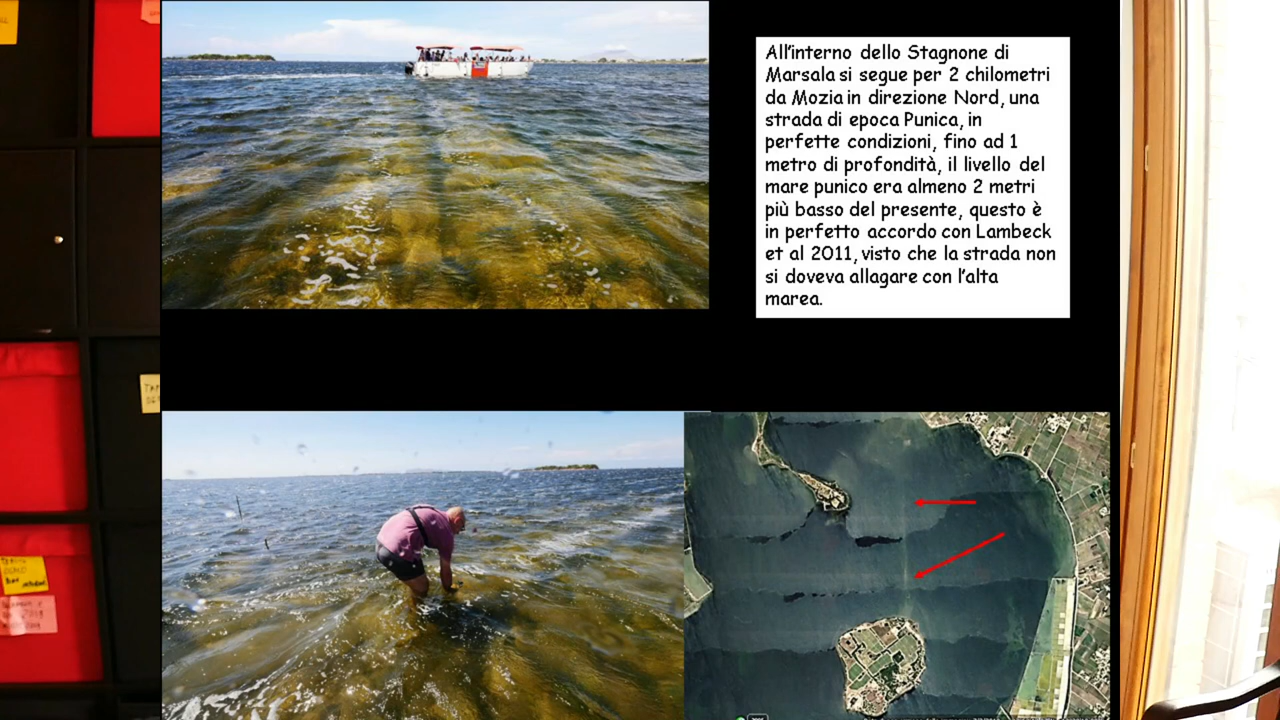 All'interno dello Stagnone di
Marsala si segue per 2 chilometri
da Mozia in direzione Nord, una
strada di epoca Punica, in
perfette condizioni, fino ad 1
metro di profondità, il livello del
mare punico era almeno 2 metri
più basso del presente, questo è
in perfetto accordo con Lambeck
et al 2011, visto che la strada non
si doveva allagare con l'alta
marea.